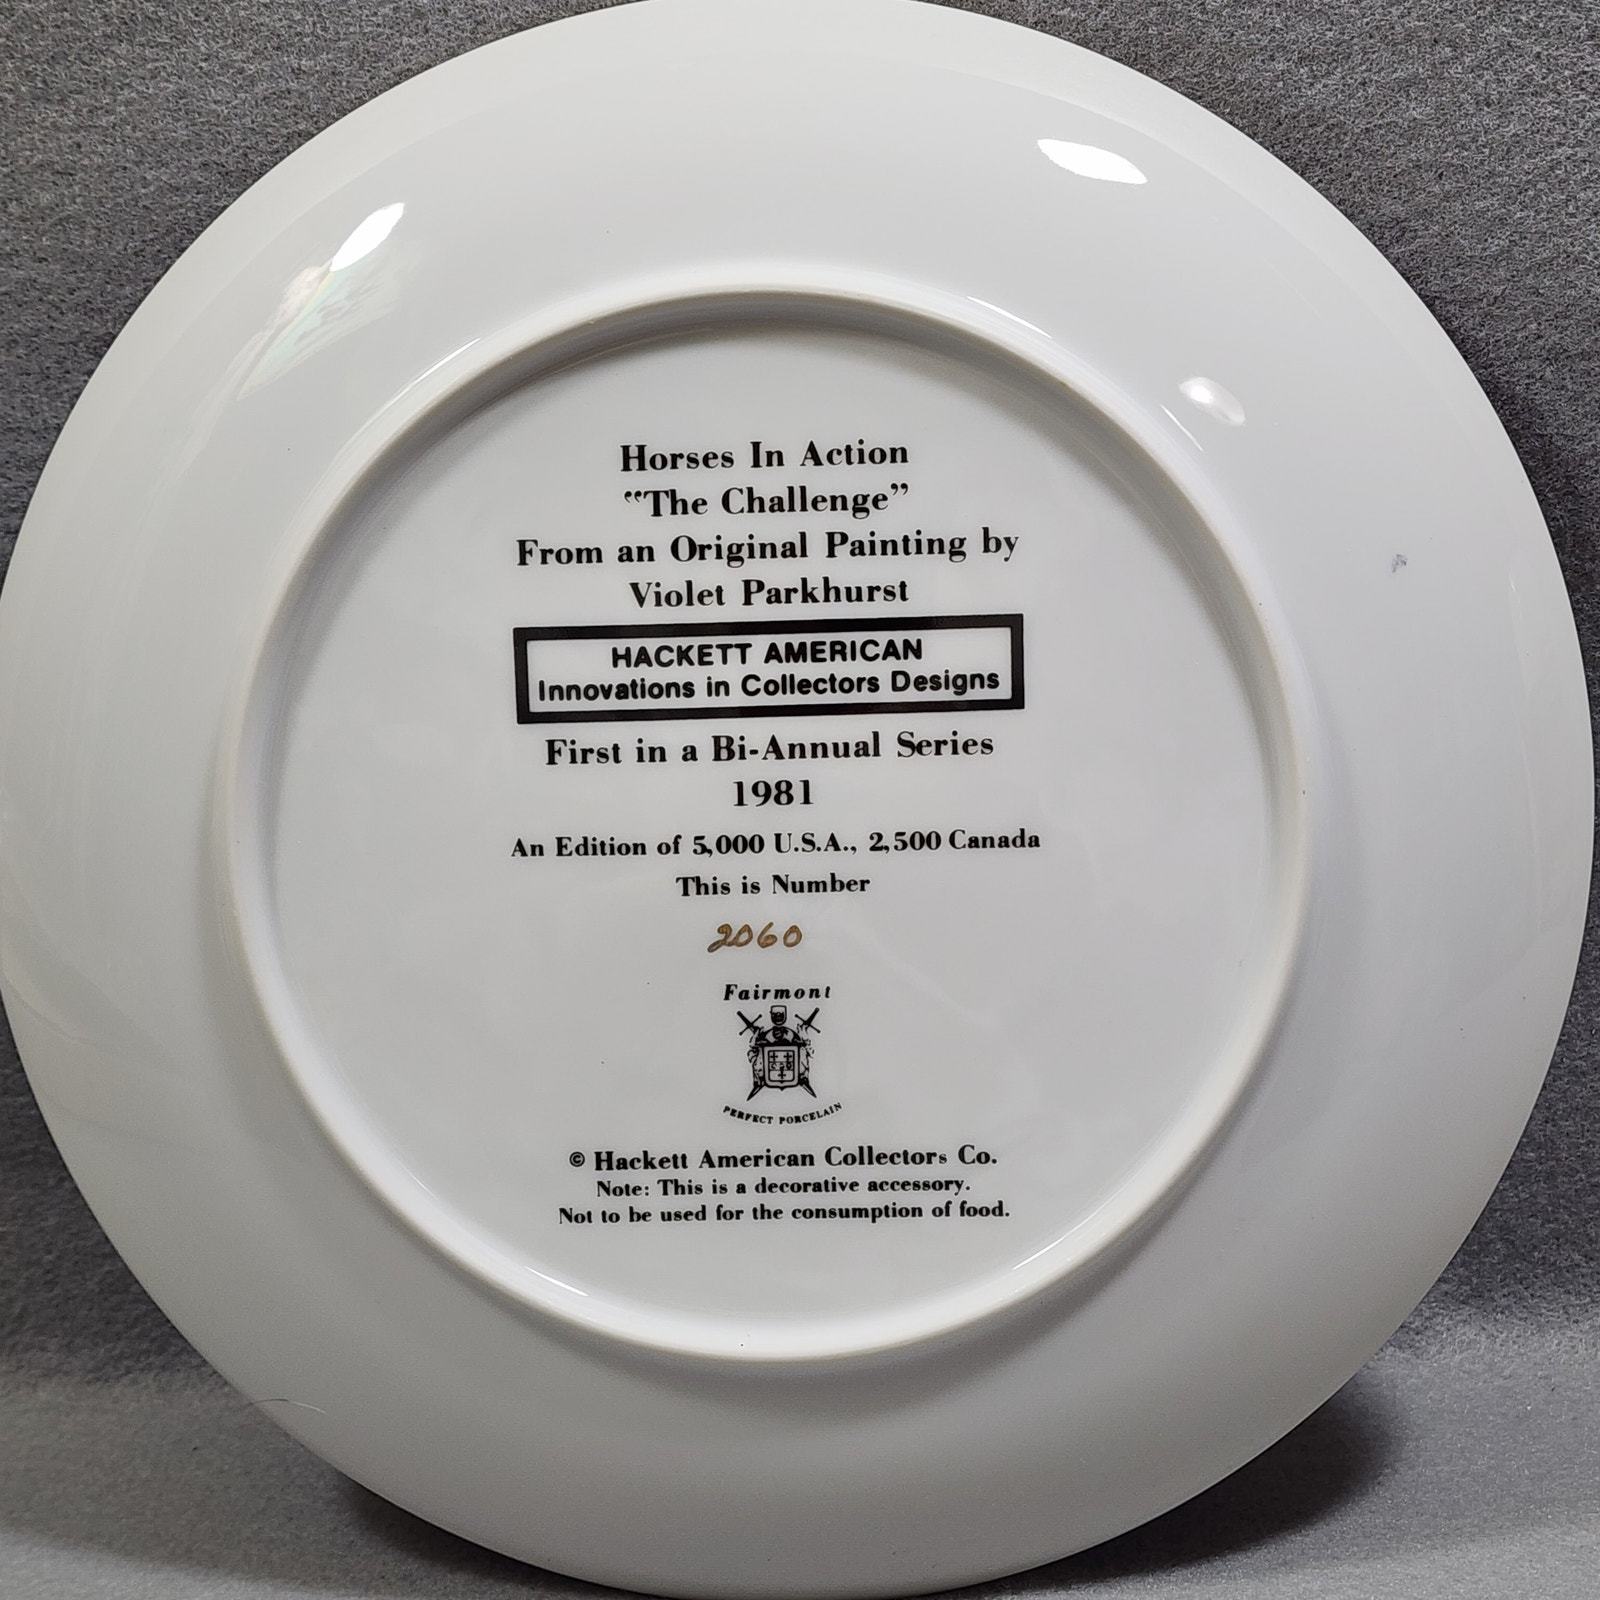 Horses In Action
“The Challenge”
From an Original Painting by
Violet Parkhurst
HACKETT AMERICAN
Innovations in Collectors Designs
First in a Bi-Annual Series
1981
An Edition of 5,000 U.S.A., 2,500 Canada
This is Number
2060
Fairmont
PERFECT PORCELAIN
© Hackett American Collectors Co.
Note: This is a decorative accessory.
Not to be used for the consumption of food.